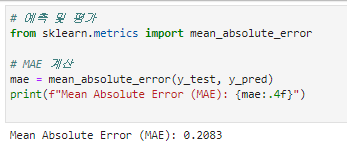 # 예측 및 평가
from sklearn.metrics import mean_absolute_error
# MAE 계산
mae = mean_absolute_error(y_test, y_pred)
print(f"Mean Absolute Error (MAE): {mae:.4f}")
Mean Absolute Error (MAE): 0.2083